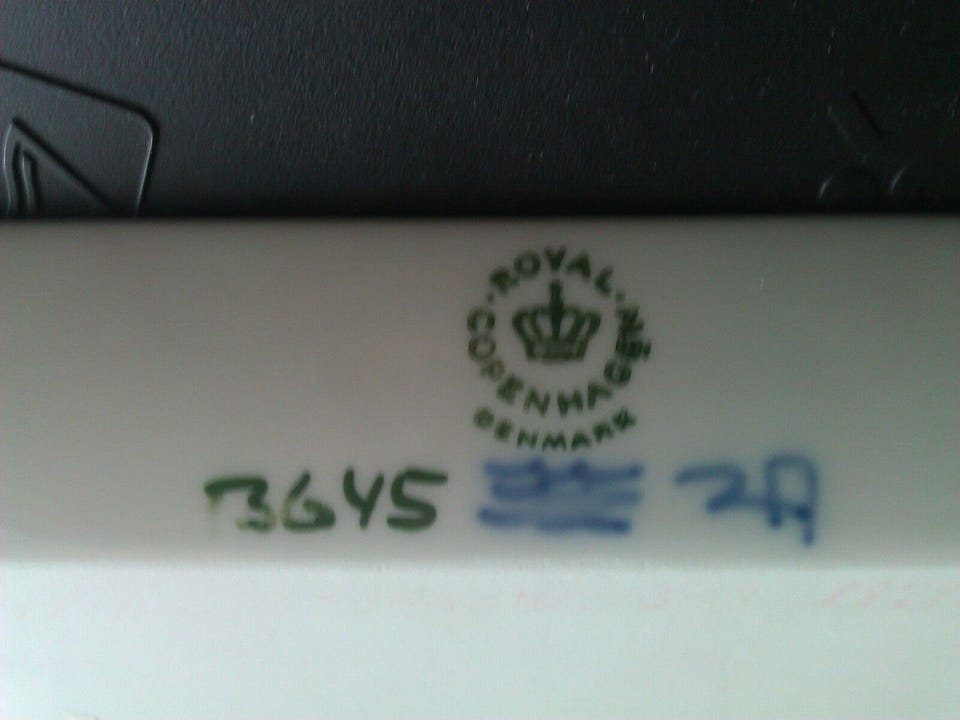 ROYAL
COPENHAGEN
DENMARK
3645